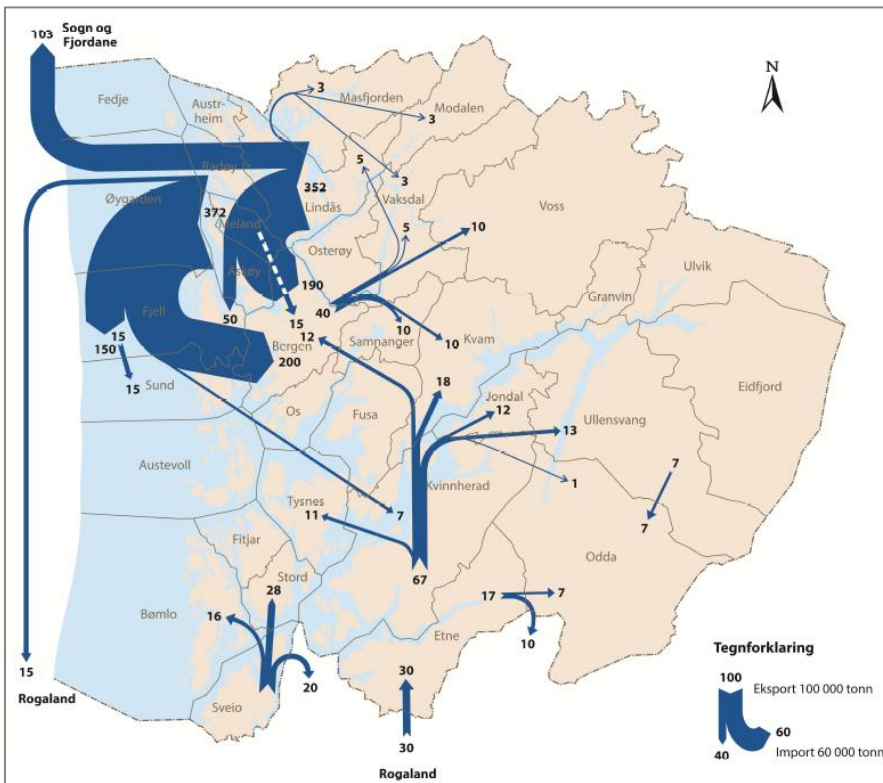 103
Sogn og
Fjordane
Fedje
Austr-
heim
Masfjorden
3
Modalen
3
N
Radøy
Øygarden
372
352
Lindås
5
3
Vaksdal
Voss
Meland
Osterøy
5
10
Ulvik
Askøy
190
Granvin
Fjell
50
15
40
10
10
Kvam
15
150
Bergen
12
Samnanger
200
15
Sund
18
Jondal
12
Eidfjord
Os
Fusa
Ullensvang
13
Austevoll
Kvinnherad
1
7
Tysnes
11
7
7
Odda
Fitjar
Stord
28
67
17
7
Bømlo
16
Etne
10
Tegnforklaring
15
Rogaland
20
30
100
Eksport 100 000 tonn
Sveio
60
30
40
Import 60 000 tonn
Rogaland